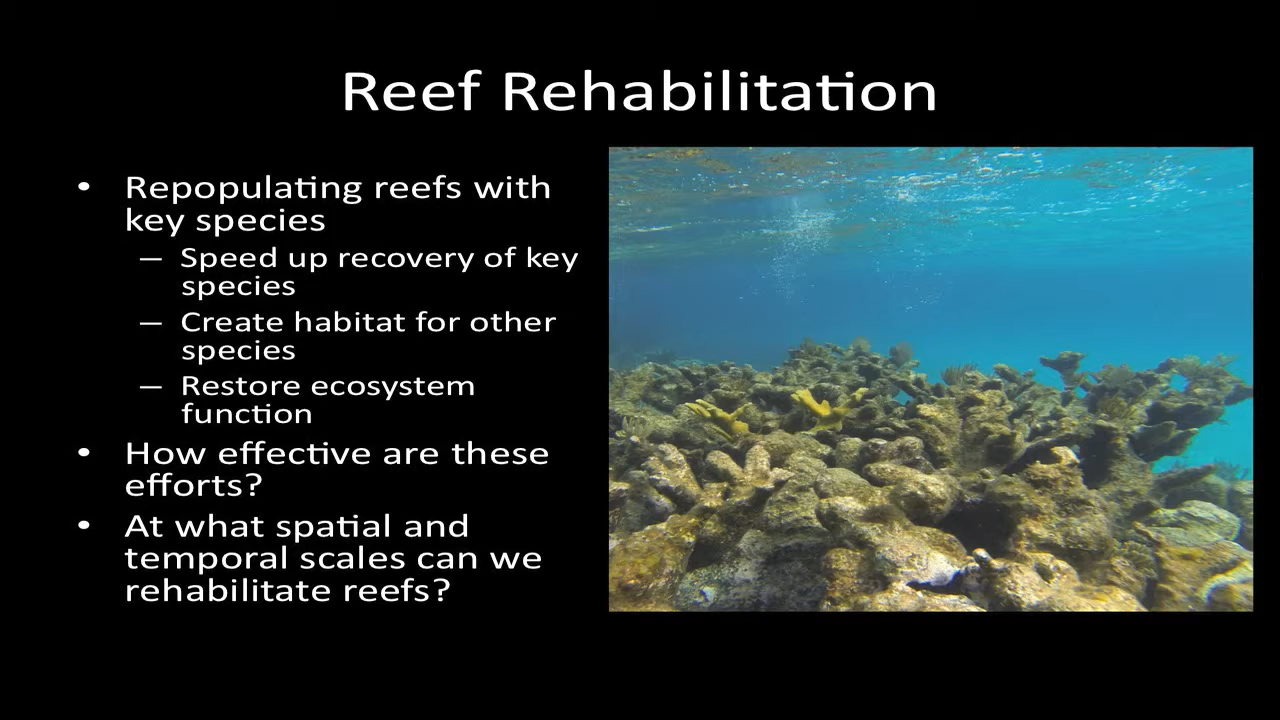 Reef Rehabilitation
• Repopulating reefs with
key species
– Speed up recovery of key
species
– Create habitat for other
species
– Restore ecosystem
function
• How effective are these
efforts?
• At what spatial and
temporal scales can we
rehabilitate reefs?